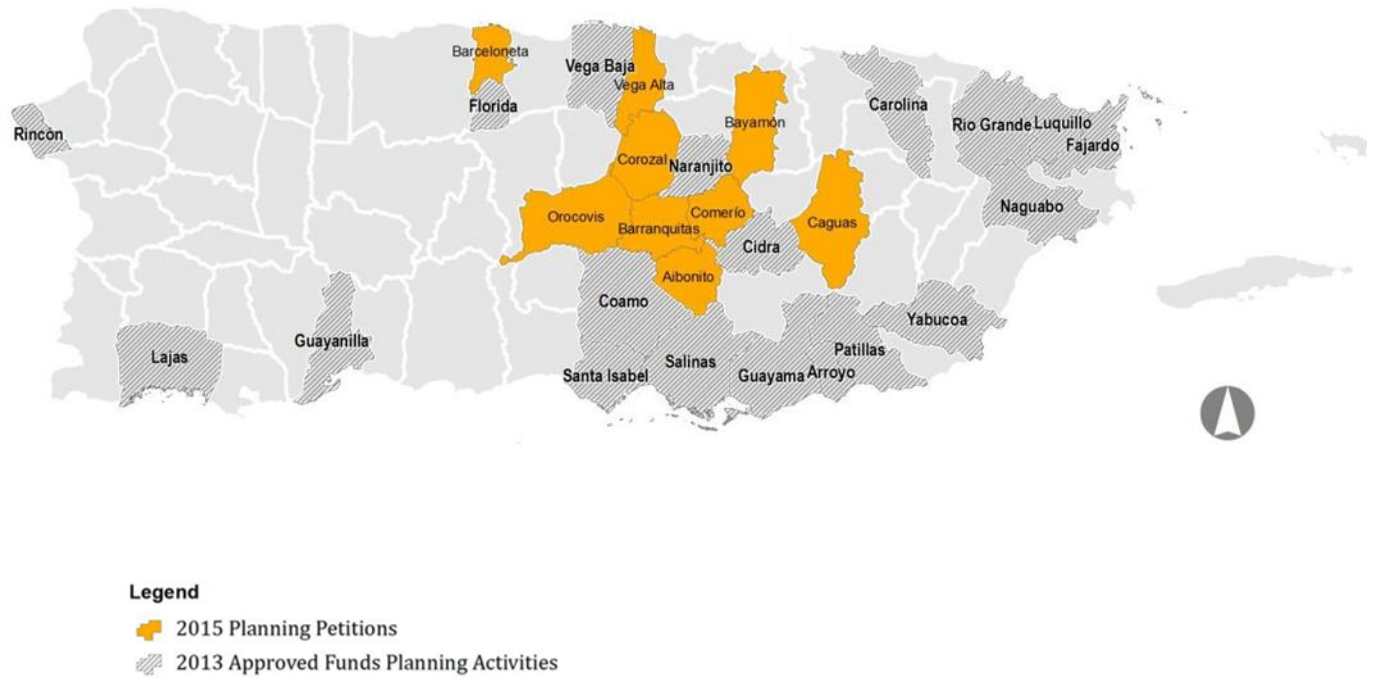 Barceloneta
Vega Baja
Vega Alta
Florida
Carolina
Rincòn
Bayamòn
Rio Grande
Luquillo
Fajardo
Corozal
Naranjito
Naguabo
Orocovis
Comerío
Barranquitas
Caguas
Cidra
Aibonito
Coamo
Yabucoa
Guayanilla
Lajas
Patillas
Salinas
Santa Isabel
Guayama
Arroyo
Legend
2015 Planning Petitions
2013 Approved Funds Planning Activities